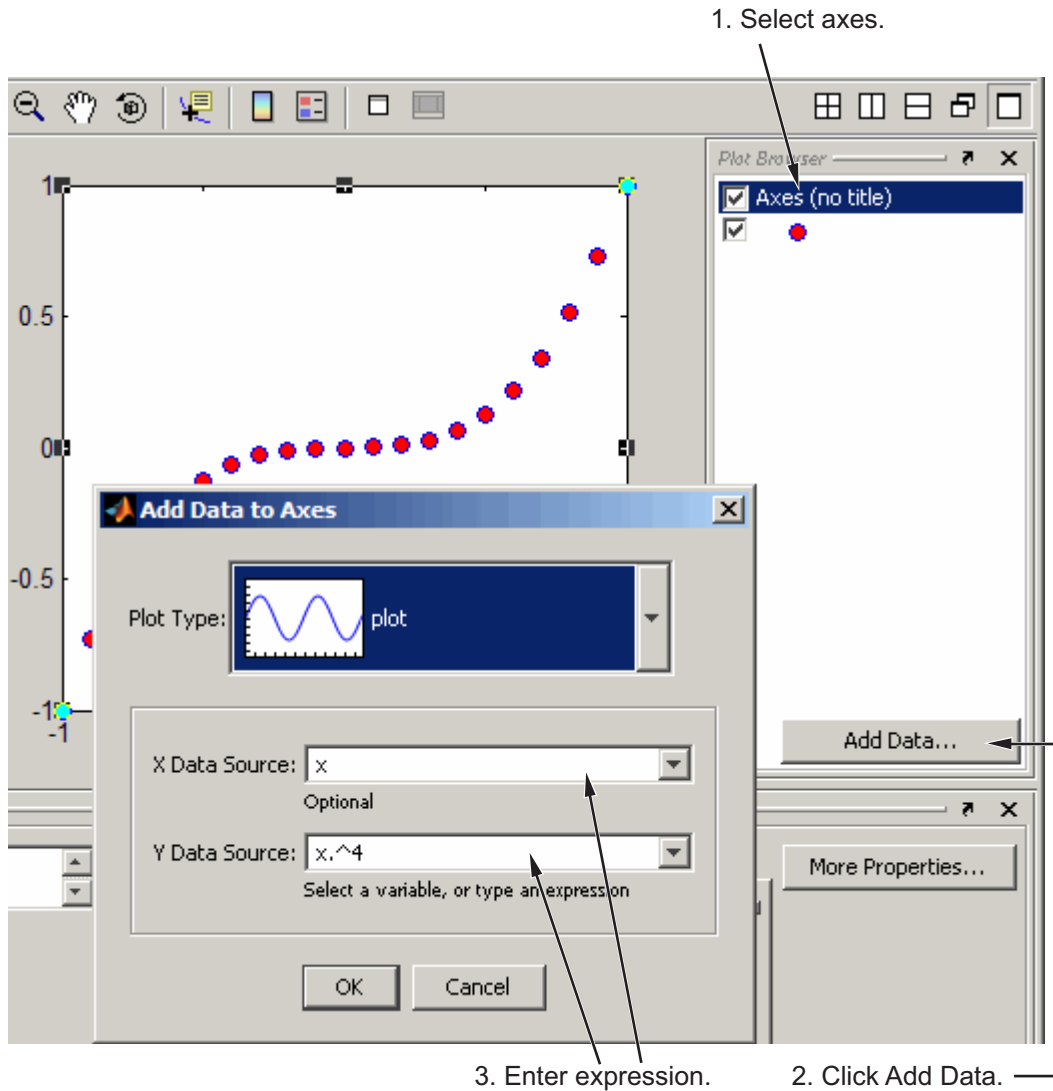 1. Select axes.
Plot Browser
Axes (no title)
1
0.5
0
-0.5
-1
-1
Add Data to Axes
Plot Type:
plot
X Data Source:
x
Optional
Y Data Source:
x.^4
Select a variable, or type an expression
OK
Cancel
Add Data...
More Properties...
3. Enter expression.
2. Click Add Data.